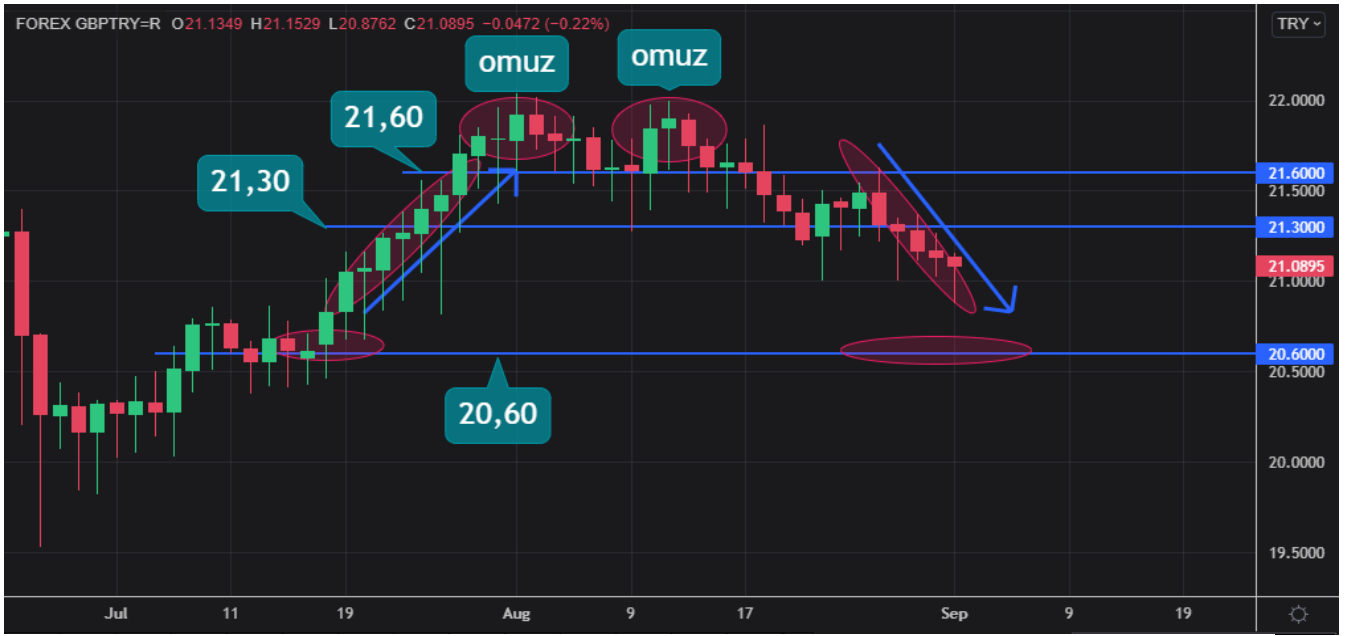 FOREX GBPTRY=R O21.1349 H21.1529 L20.8762 C21.0895 −0.0472 (−0.22%)
TRY
omuz
omuz
21,60
21,30
20,60
22.0000
21.6000
21.5000
21.3000
21.0895
21.0000
20.6000
20.5000
20.0000
19.5000
Jul 11 19 Aug 9 17 Sep 9 19